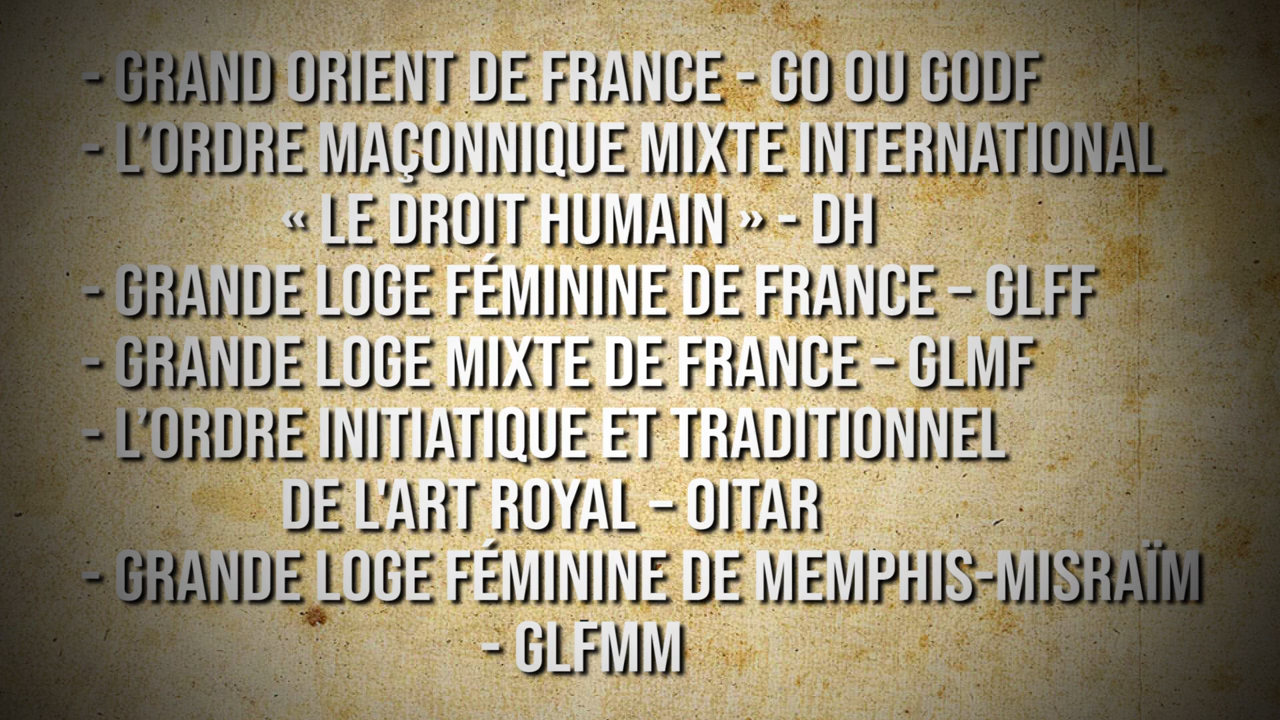 - GRAND ORIENT DE FRANCE - GO OU GODF
- L’ORDRE MAÇONNIQUE MIXTE INTERNATIONAL
« LE DROIT HUMAIN » - DH
- GRANDE LOGE FÉMININE DE FRANCE – GLFF
- GRANDE LOGE MIXTE DE FRANCE – GLMF
- L’ORDRE INITIATIQUE ET TRADITIONNEL
DE L'ART ROYAL – OITAR
- GRANDE LOGE FÉMININE DE MEMPHIS-MISRAÏM
- GLFMM